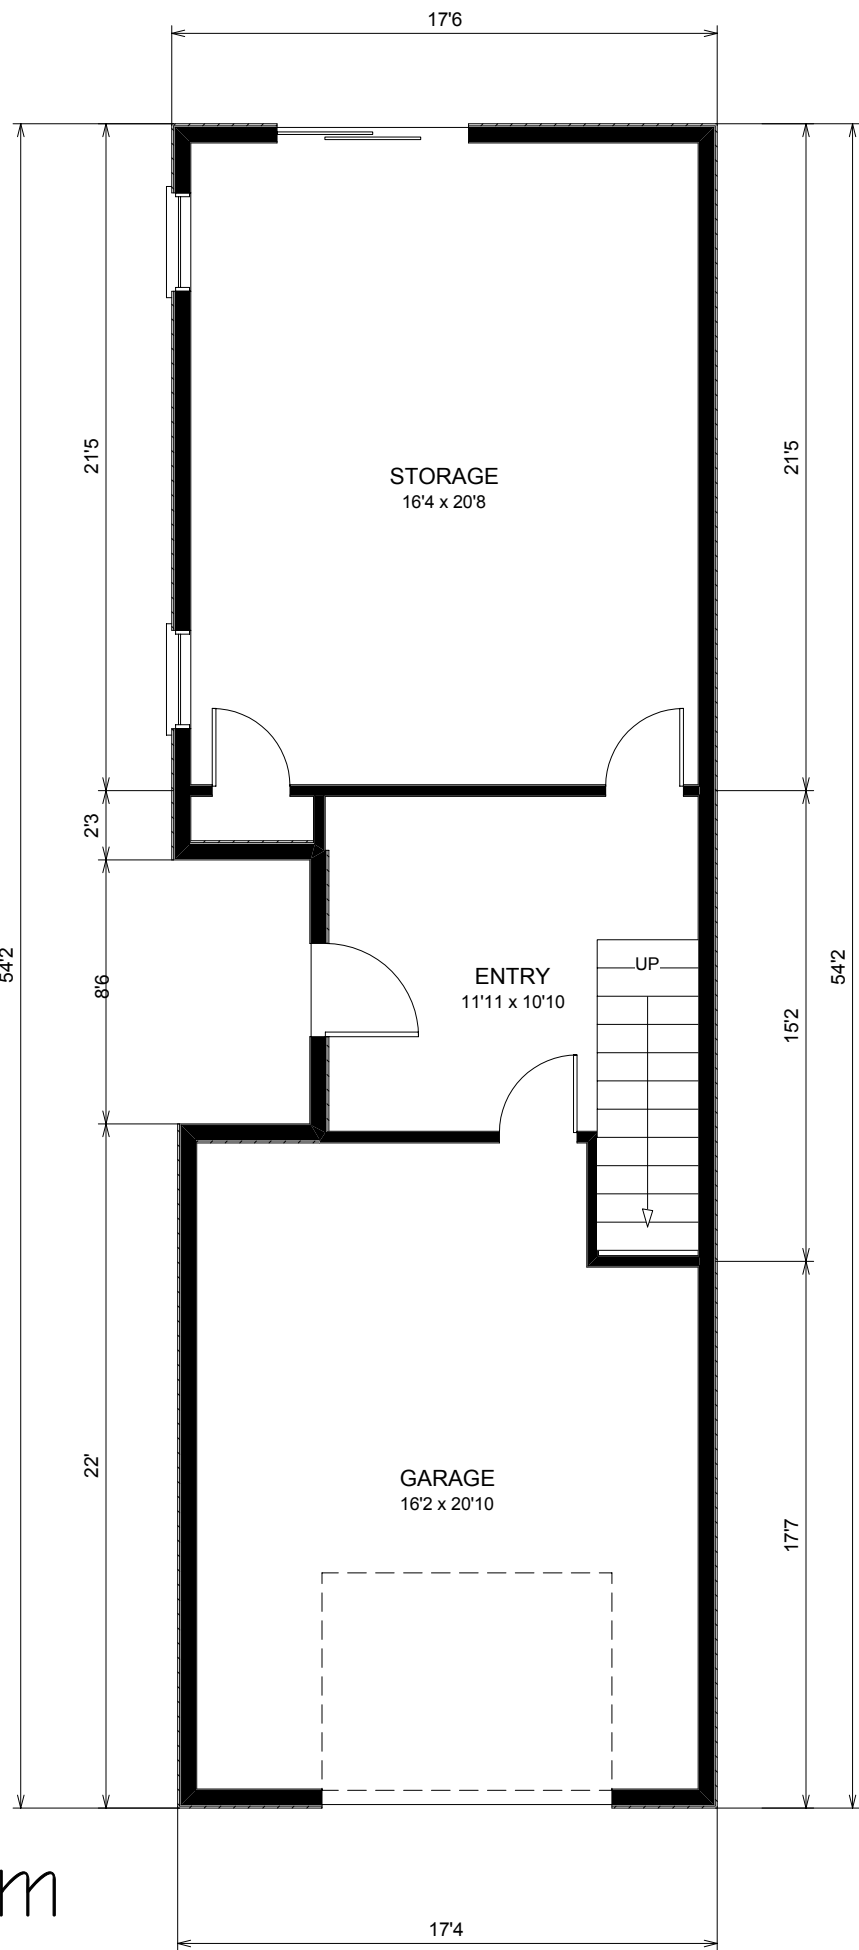 17'6
21'5
21'5
STORAGE
16'4 x 20'8
2'3
54'2
8'6
ENTRY
11'11 x 10'10
UP
15'2
54'2
22'
GARAGE
16'2 x 20'10
17'7
m
17'4